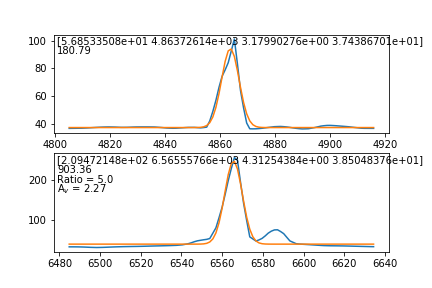 [5.68533508e+01 4.86372614e+03 3.17990276e+00 3.74386701e+01]
180.79
100
80
60
40
4800 4820 4840 4860 4880 4900 4920
[2.09472148e+02 6.56555766e+03 4.31254384e+00 3.85048376e+01]
903.36
Ratio = 5.0
Aν = 2.27
200
100
6480 6500 6520 6540 6560 6580 6600 6620 6640